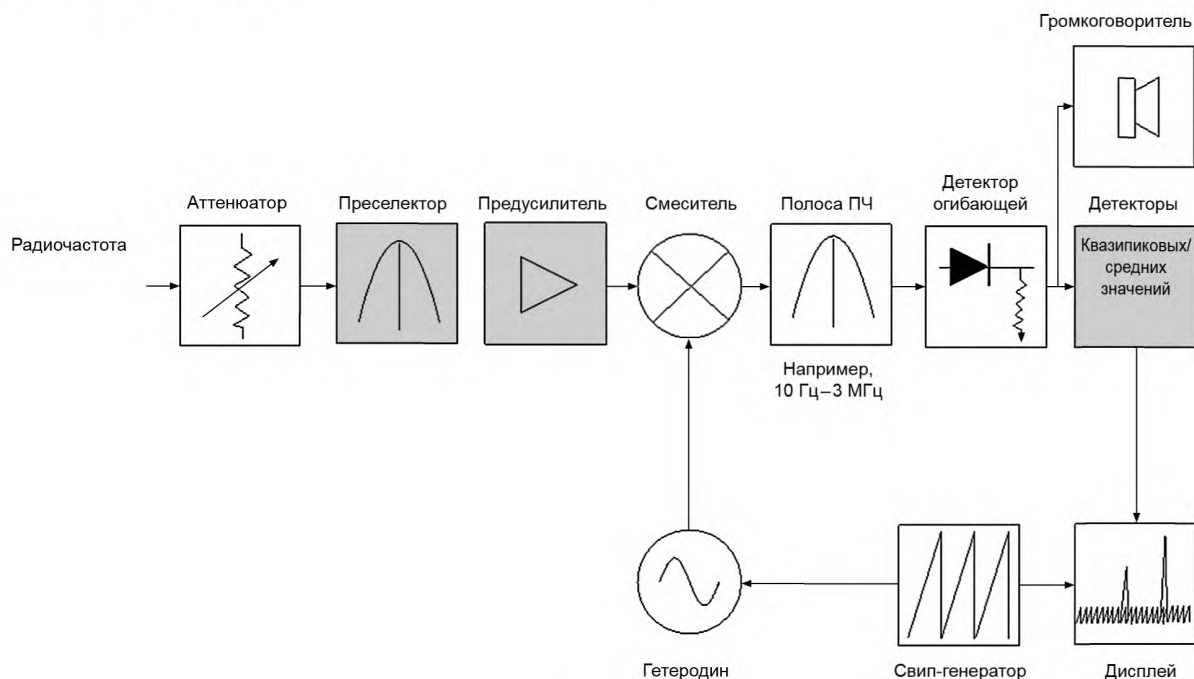 Громкоговоритель
Радиочастота
Аттенюатор
Преселектор
Предусилитель
Смеситель
Полоса ПЧ
Например,
10 Гц–3 МГц
Детектор
огибающей
Детекторы
Квазипиковых/
средних
значений
Гетеродин
Свип-генератор
Дисплей